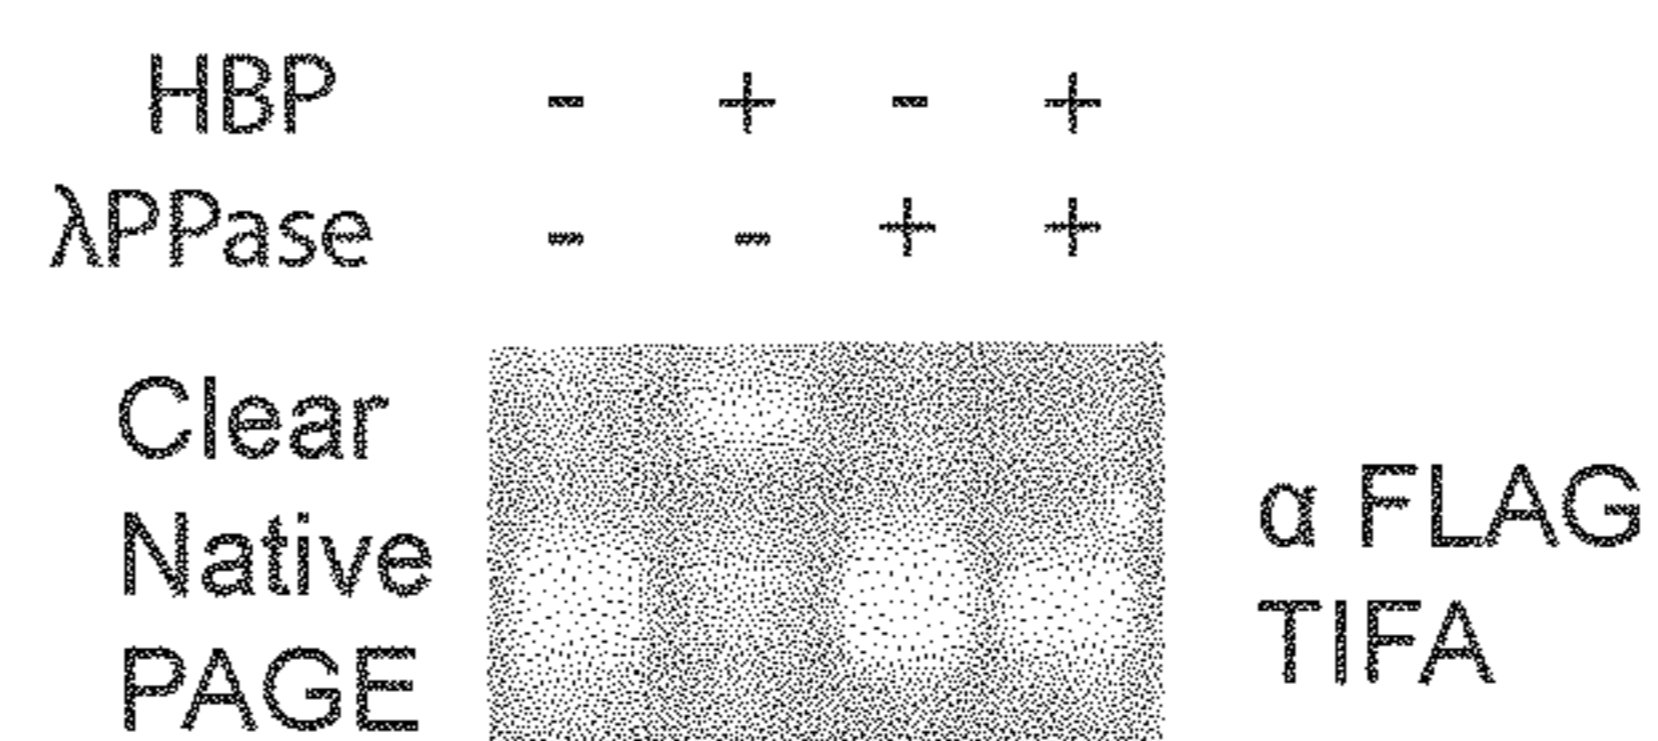 HBP - + - +
λPPase - - + +
Clear
Native
PAGE
α FLAG
TIFA